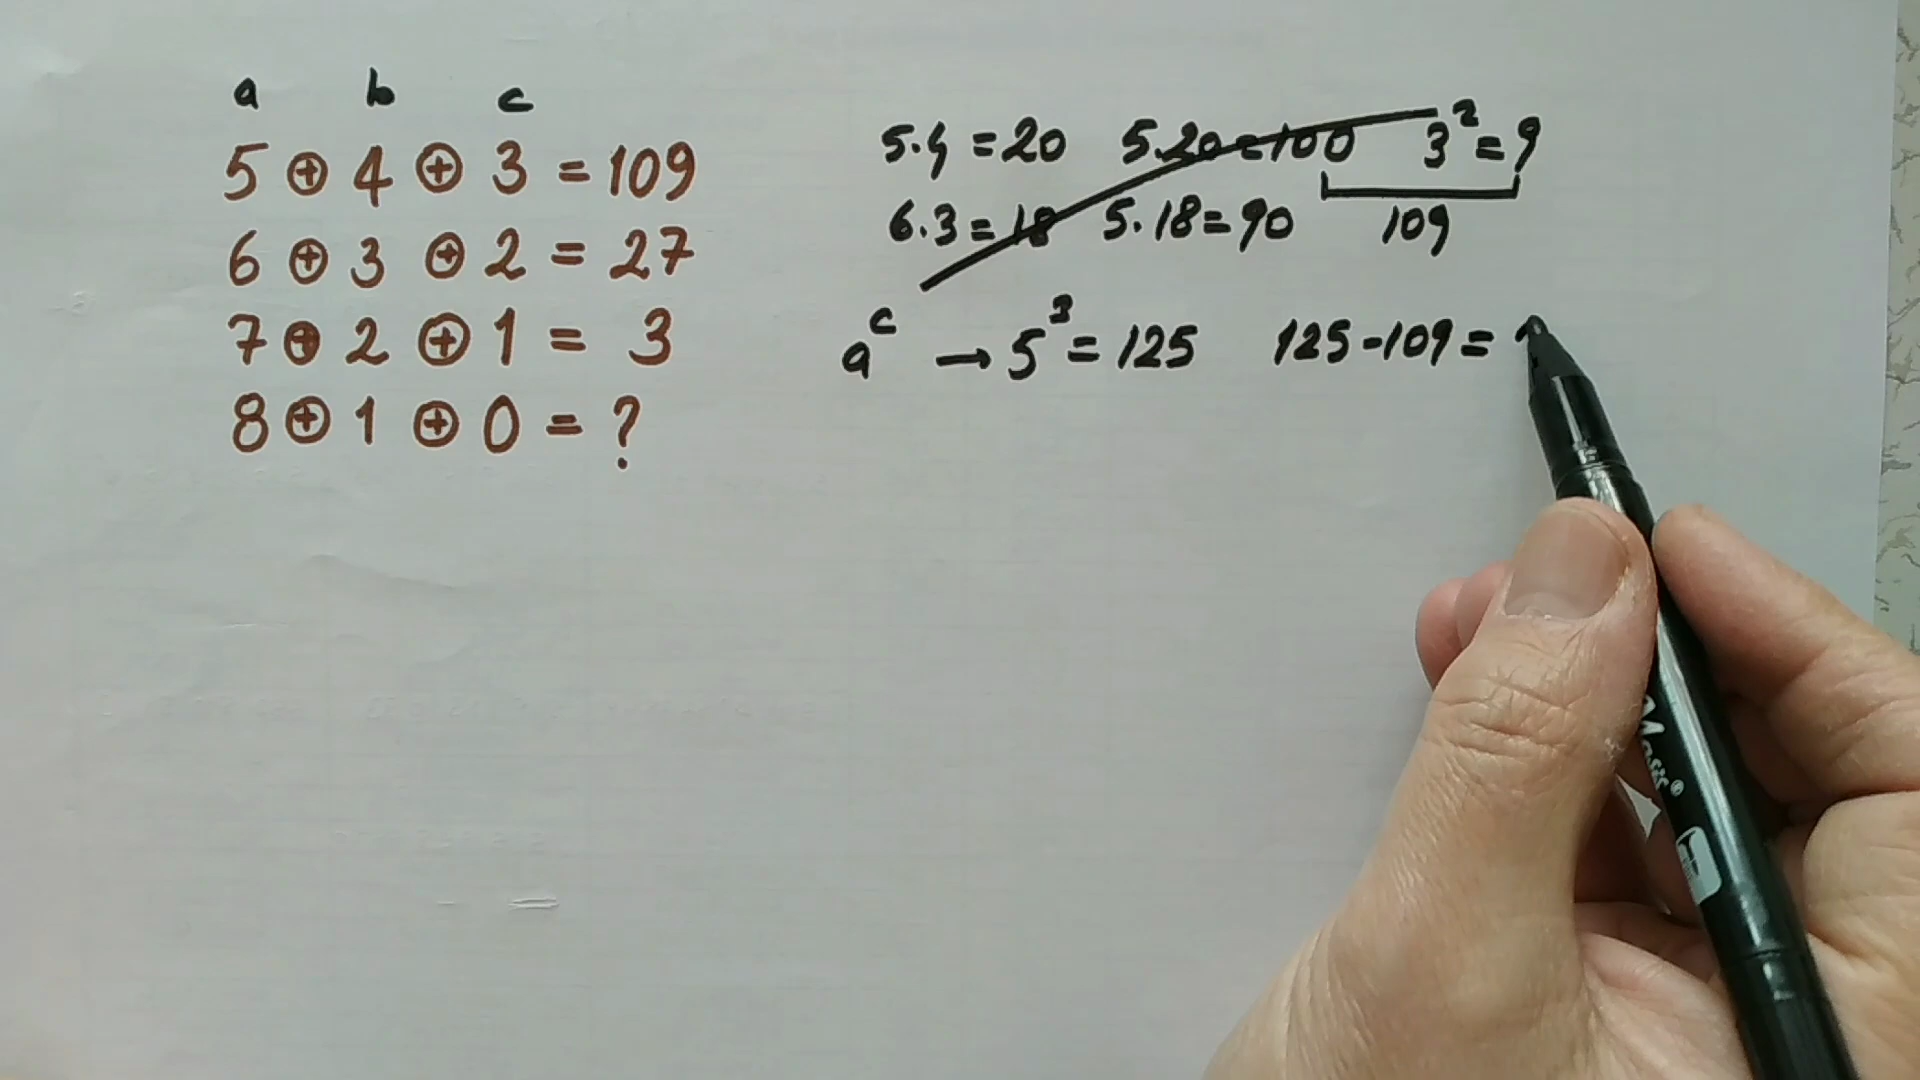 a b c
5 ⊕ 4 ⊕ 3 = 109
6 ⊕ 3 ⊕ 2 = 27
7 ⊕ 2 ⊕ 1 = 3
8 ⊕ 1 ⊕ 0 = ?
5.4 = 20 5.20 = 100 3² = 9
6.3 = 18 5.18 = 90 109
aᶜ → 5³ = 125 125 - 109 =